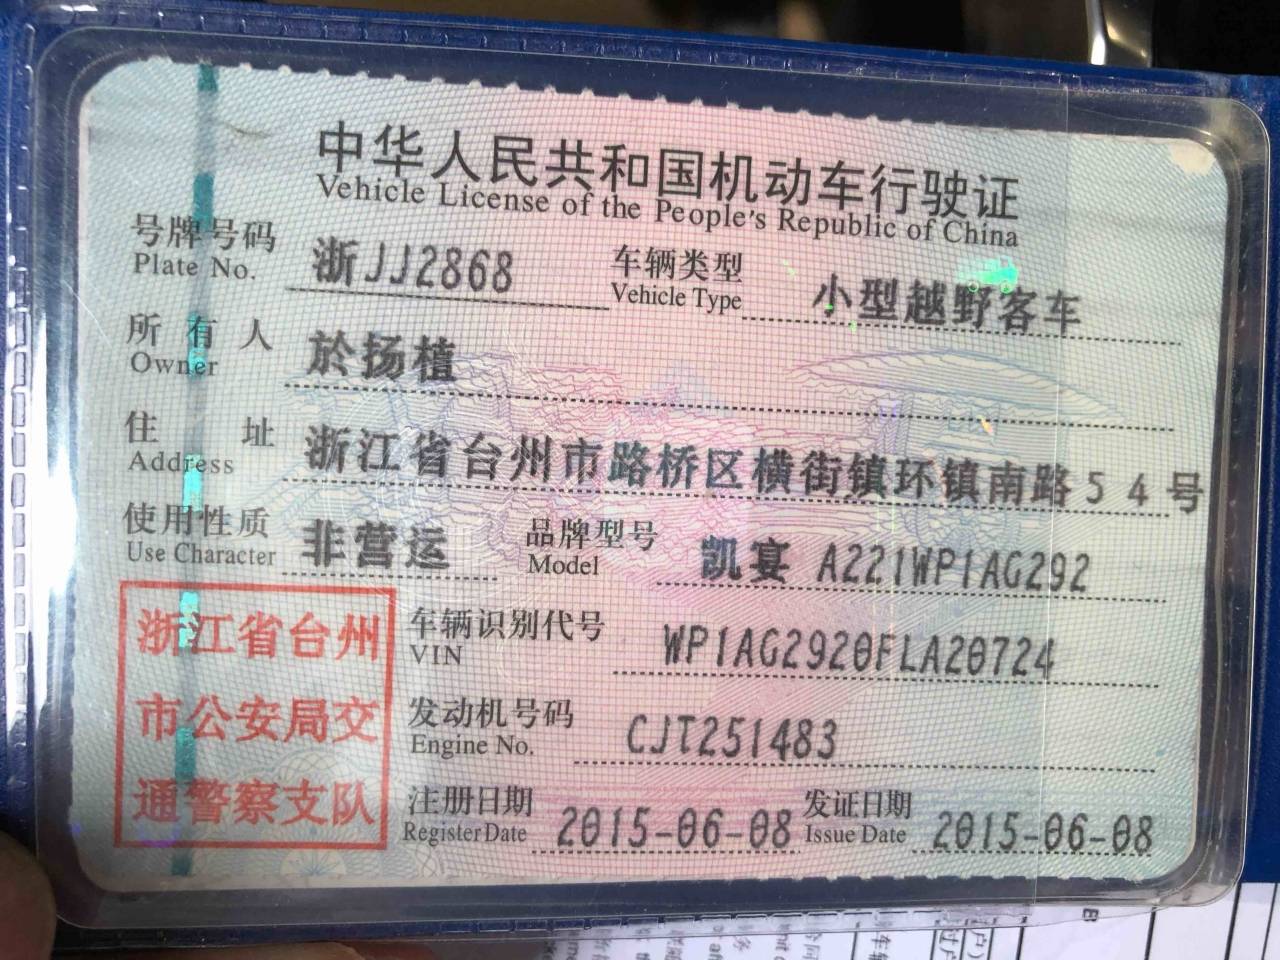 中华人民共和国机动车行驶证
Vehicle License of the People's Republic of China
号牌号码 浙JJ2868 车辆类型 小型越野客车
Plate No. Vehicle Type
所有人 於扬植
Owner
住址 浙江省台州市路桥区横街镇环镇南路54号
Address
使用性质 非营运 品牌型号 凯宴 A221WP1AG292
Use Character Model
浙江省台州
市公安局交
通警察支队
车辆识别代号 WP1AG2920FLA20724
VIN
发动机号码 CJT251483
Engine No.
注册日期 2015-06-08 发证日期 2015-06-08
Register Date Issue Date